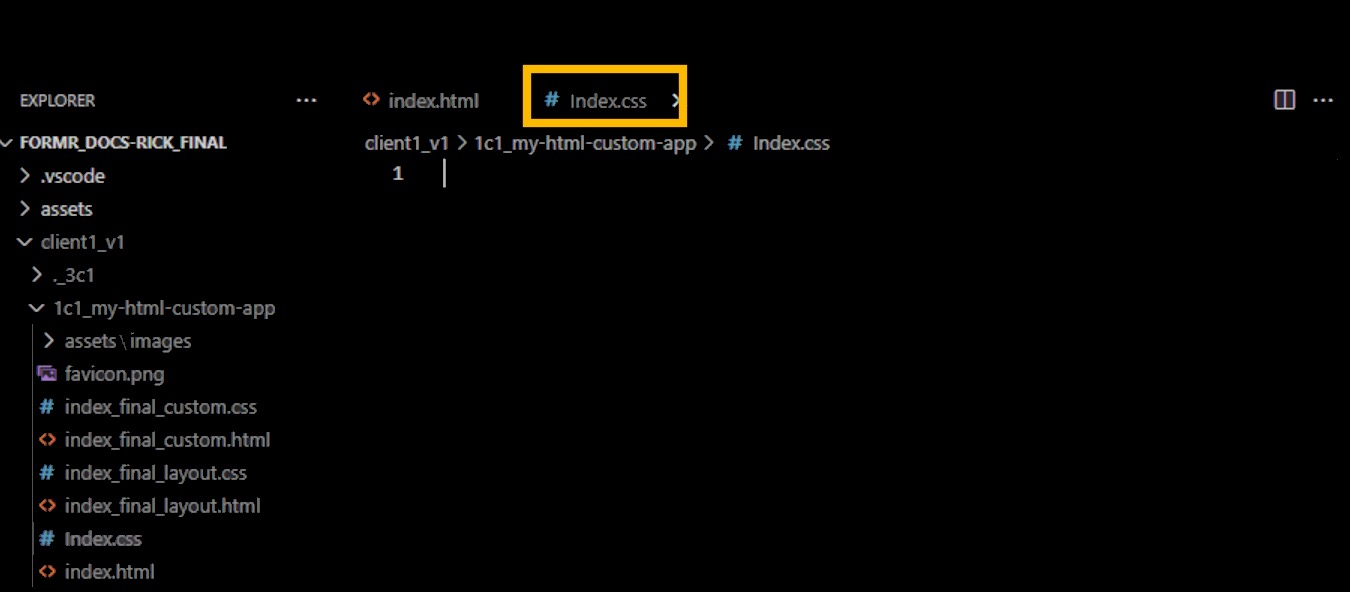 EXPLORER
index.html
# Index.css
FORMR_DOCS-RICK_FINAL
client1_v1 > 1c1_my-html-custom-app > # Index.css
.vscode
1
assets
client1_v1
._3c1
1c1_my-html-custom-app
assets\images
favicon.png
# index_final_custom.css
index_final_custom.html
# index_final_layout.css
index_final_layout.html
# Index.css
index.html